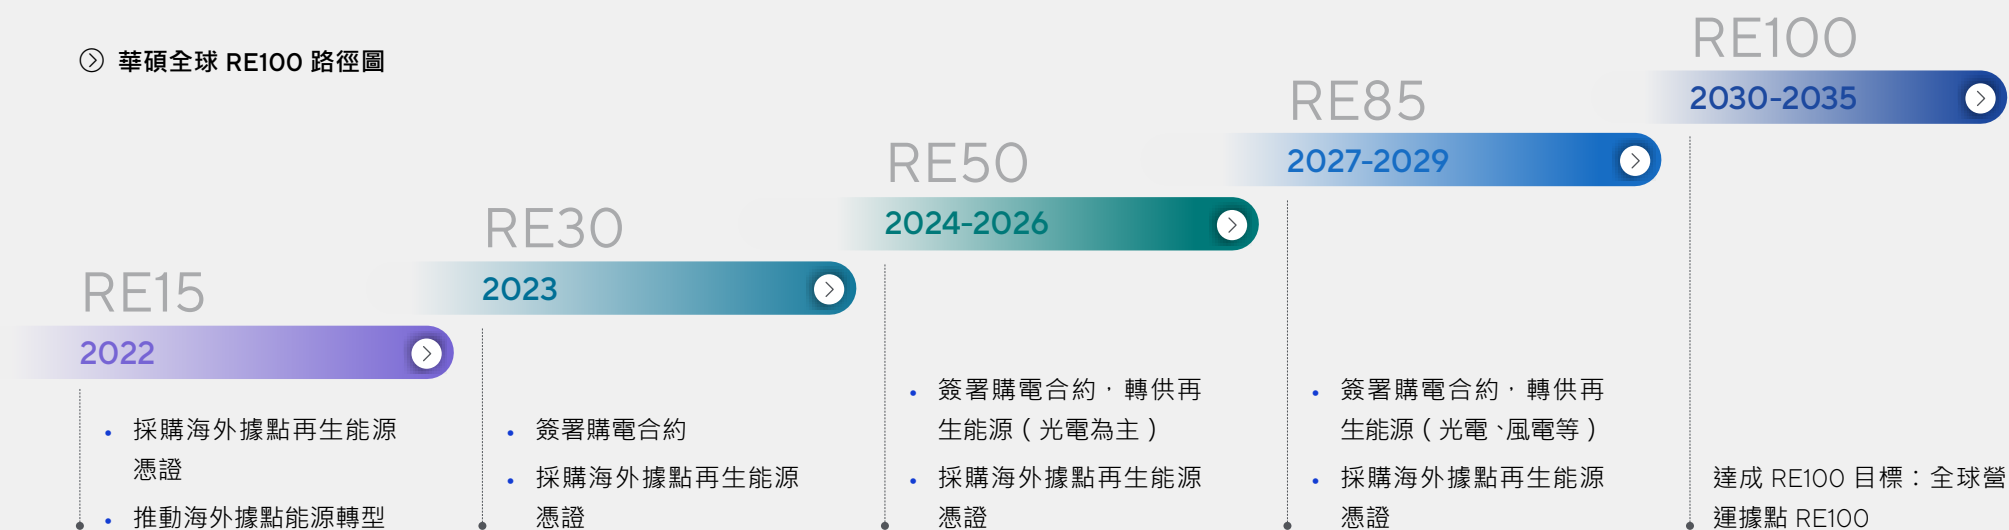 華碩全球 RE100 路徑圖
RE15
2022
• 採購海外據點再生能源
憑證
• 推動海外據點能源轉型
RE30
2023
• 簽署購電合約
• 採購海外據點再生能源
憑證
RE50
2024-2026
• 簽署購電合約,轉供再
生能源(光電為主)
• 採購海外據點再生能源
憑證
RE85
2027-2029
• 簽署購電合約,轉供再
生能源(光電、風電等)
• 採購海外據點再生能源
憑證
RE100
2030-2035
達成 RE100 目標:全球營
運據點 RE100